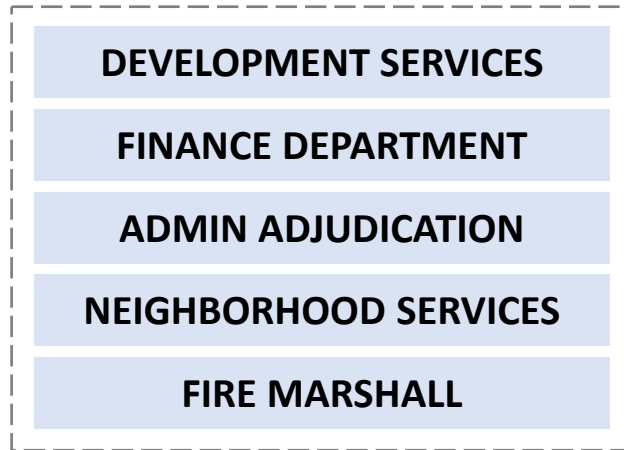 DEVELOPMENT SERVICES
FINANCE DEPARTMENT
ADMIN ADJUDICATION
NEIGHBORHOOD SERVICES
FIRE MARSHALL